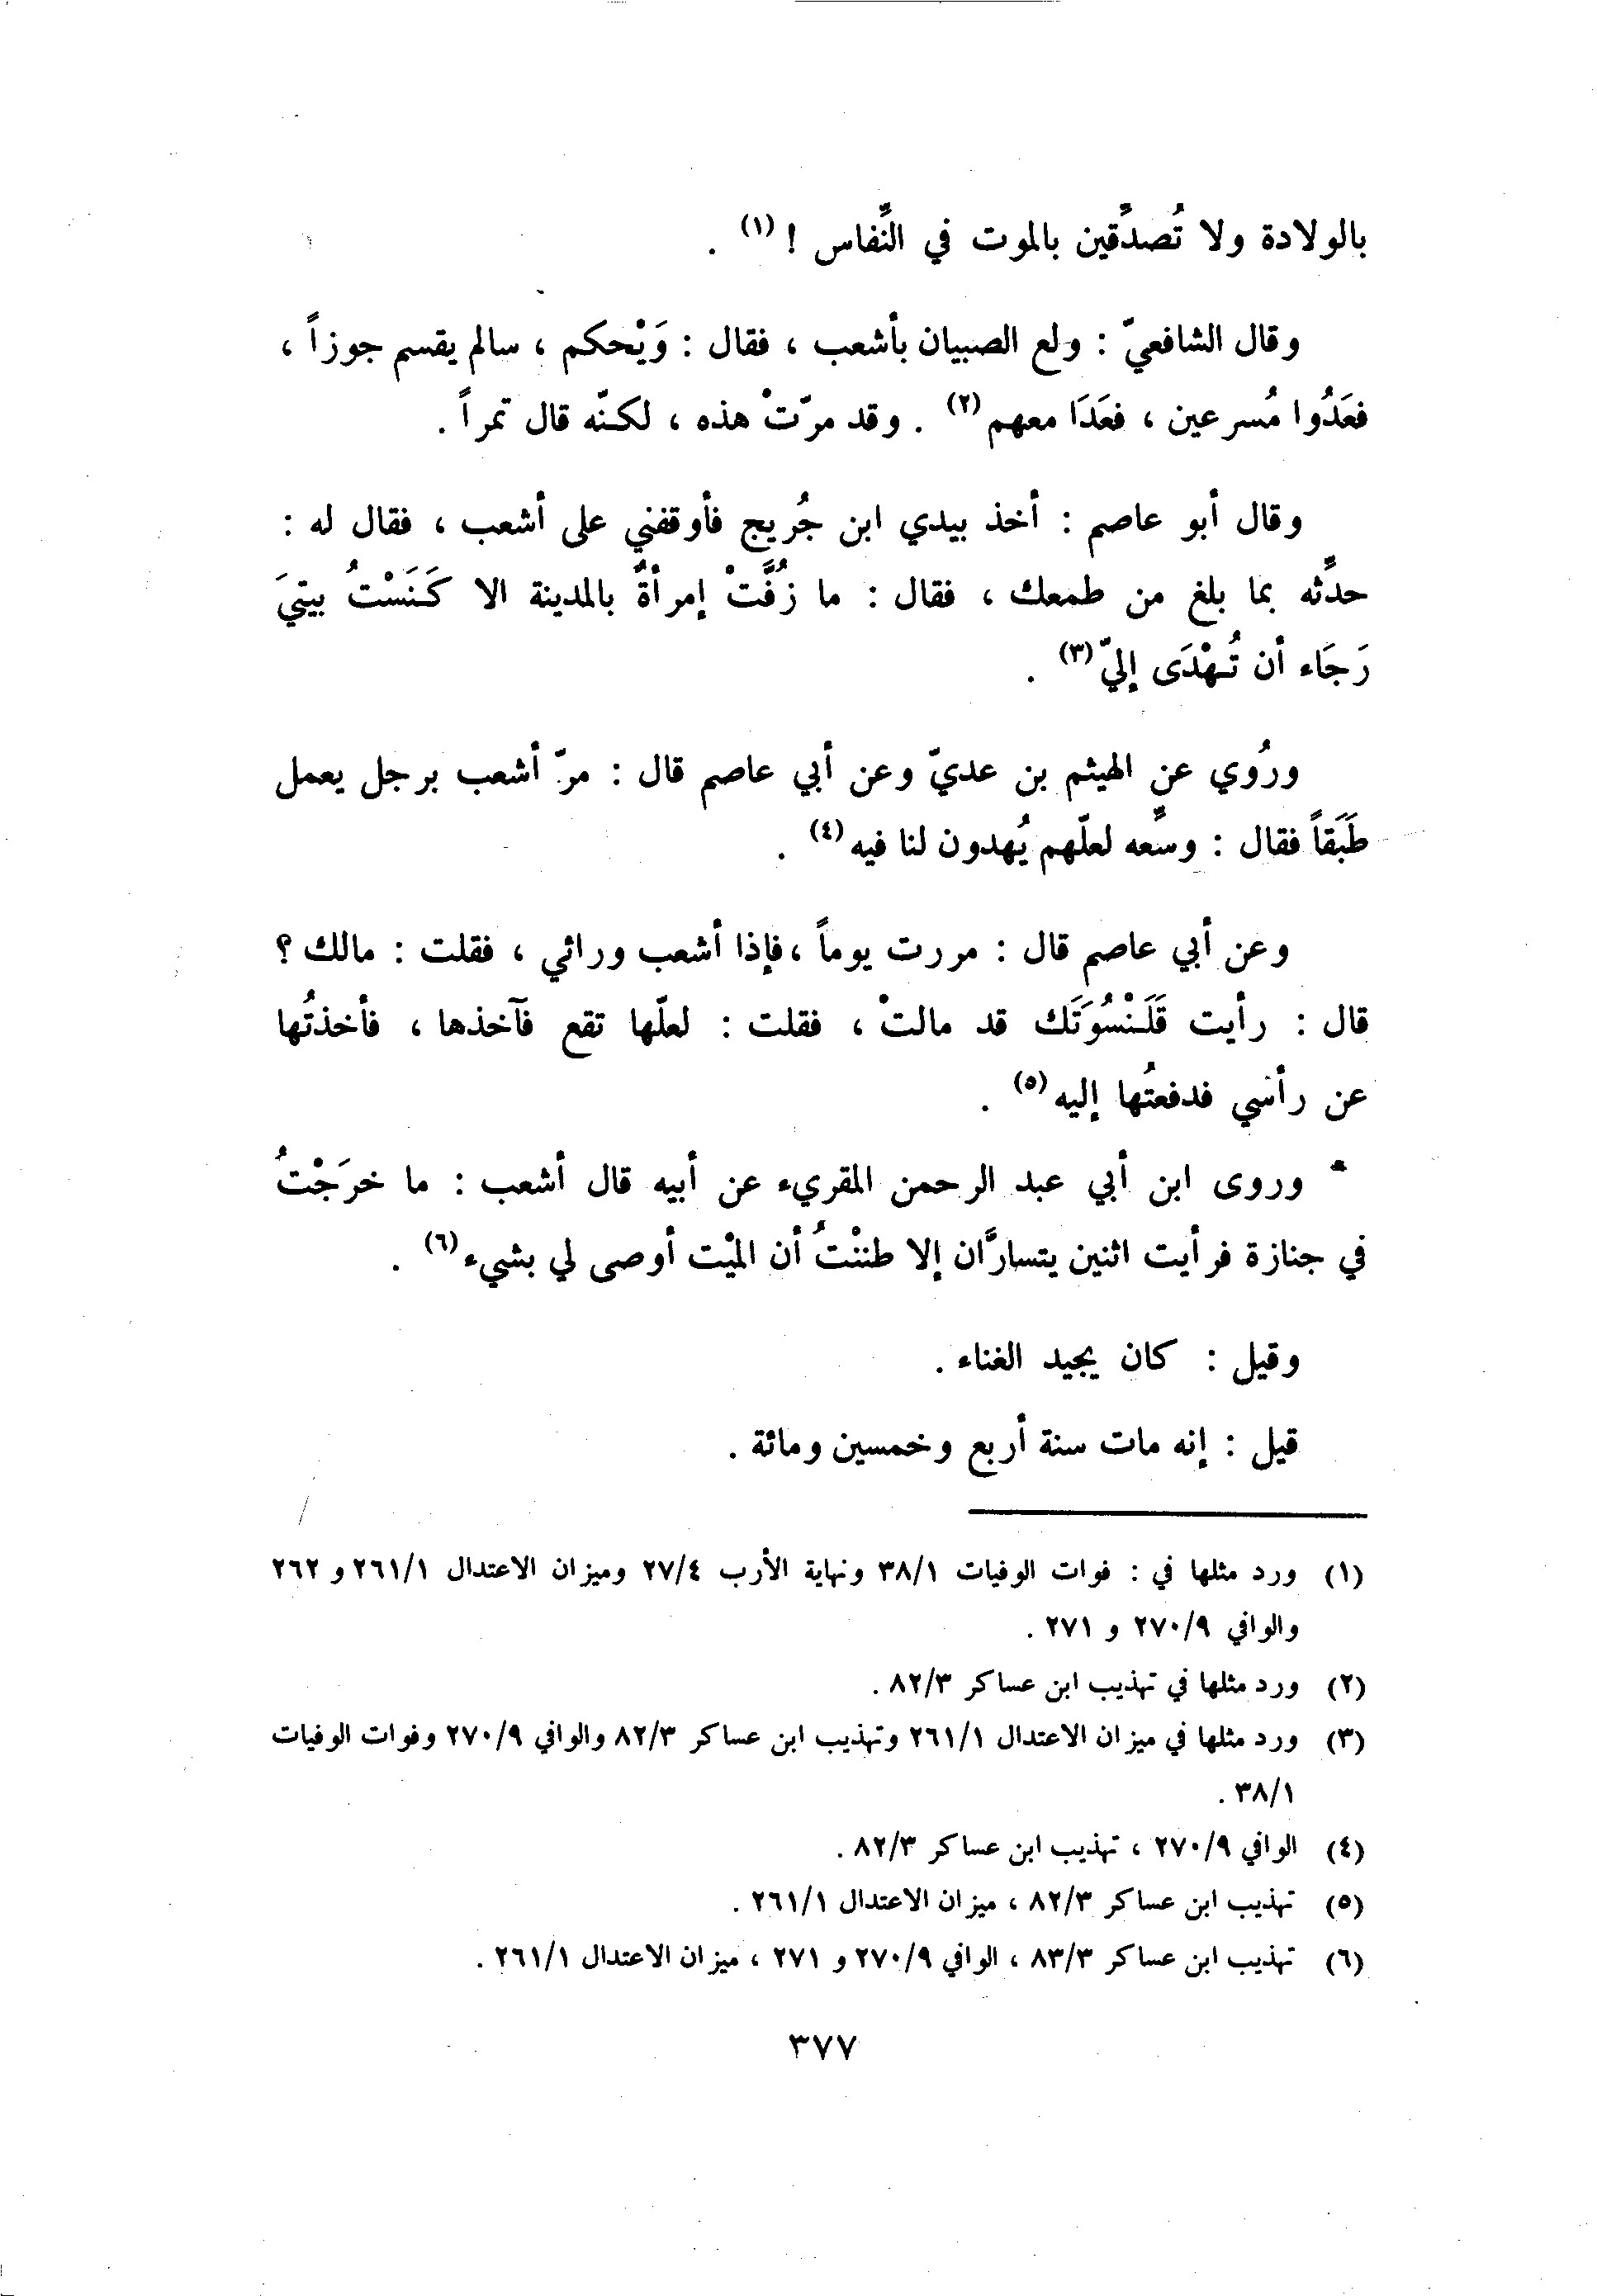 بالولادة ولا تُصدِّقين بالموت في النِّفاس ! (١) .
وقال الشافعيّ : ولع الصبيان بأشعب ، فقال : وَيْحكم ، سالم يقسم جوزاً ،
فعَدُوا مُسرعين ، فعَدَا معهم (٢) . وقد مرّتْ هذه ، لكنّه قال تمراً .
وقال أبو عاصم : أخذ بيدي ابن جُريج فأوقفني على أشعب ، فقال له :
حدِّثه بما بلغ من طمعك ، فقال : ما زُفَّتْ إمرأةٌ بالمدينة الا كَنَسْتُ بيتيَ
رَجَاء أن تُهْدَى إليّ (٣) .
ورُوي عن الهيثم بن عديّ وعن أبي عاصم قال : مرّ أشعب برجل يعمل
طَبَقاً فقال : وسِّعه لعلّهم يُهدون لنا فيه (٤) .
وعن أبي عاصم قال : مررت يوماً ، فإذا أشعب ورائي ، فقلت : مالك ؟
قال : رأيت قَلَنْسُوَتَك قد مالتْ ، فقلت : لعلّها تقع فآخذها ، فأخذتُها
عن رأسي فدفعتُها إليه (٥) .
وروى ابن أبي عبد الرحمن المقريء عن أبيه قال أشعب : ما خرَجْتُ
في جنازة فرأيت اثنين يتسارَّان إلا ظننْتُ أن الميْت أوصى لي بشيء (٦) .
وقيل : كان يجيد الغناء .
قيل : إنه مات سنة أربع وخمسين ومائة .
(١) ورد مثلها في : فوات الوفيات ٣٨/١ ونهاية الأرب ٢٧/٤ وميزان الاعتدال ٢٦١/١ و ٢٦٢
والوافي ٢٧٠/٩ و ٢٧١ .
(٢) ورد مثلها في تهذيب ابن عساكر ٨٢/٣ .
(٣) ورد مثلها في ميزان الاعتدال ٢٦١/١ وتهذيب ابن عساكر ٨٢/٣ والوافي ٢٧٠/٩ وفوات الوفيات
٣٨/١ .
(٤) الوافي ٢٧٠/٩ ، تهذيب ابن عساكر ٨٢/٣ .
(٥) تهذيب ابن عساكر ٨٢/٣ ، ميزان الاعتدال ٢٦١/١ .
(٦) تهذيب ابن عساكر ٨٣/٣ ، الوافي ٢٧٠/٩ و ٢٧١ ، ميزان الاعتدال ٢٦١/١ .
٣٧٧